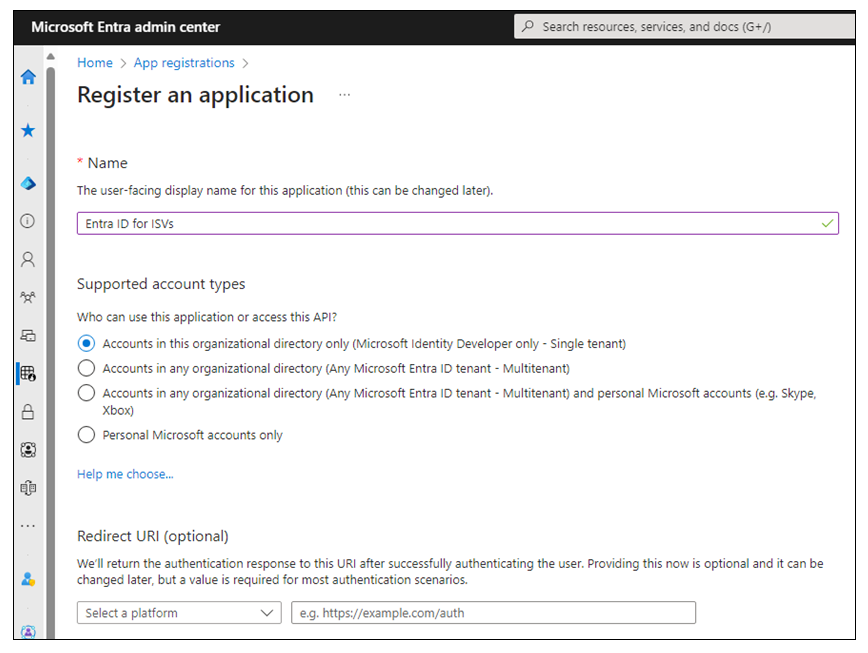 Microsoft Entra admin center
Search resources, services, and docs (G+/)
Home > App registrations >
Register an application ...
* Name
The user-facing display name for this application (this can be changed later).
Entra ID for ISVs
Supported account types
Who can use this application or access this API?
Accounts in this organizational directory only (Microsoft Identity Developer only - Single tenant)
Accounts in any organizational directory (Any Microsoft Entra ID tenant - Multitenant)
Accounts in any organizational directory (Any Microsoft Entra ID tenant - Multitenant) and personal Microsoft accounts (e.g. Skype,
Xbox)
Personal Microsoft accounts only
Help me choose...
Redirect URI (optional)
We'll return the authentication response to this URI after successfully authenticating the user. Providing this now is optional and it can be
changed later, but a value is required for most authentication scenarios.
Select a platform
e.g. https://example.com/auth